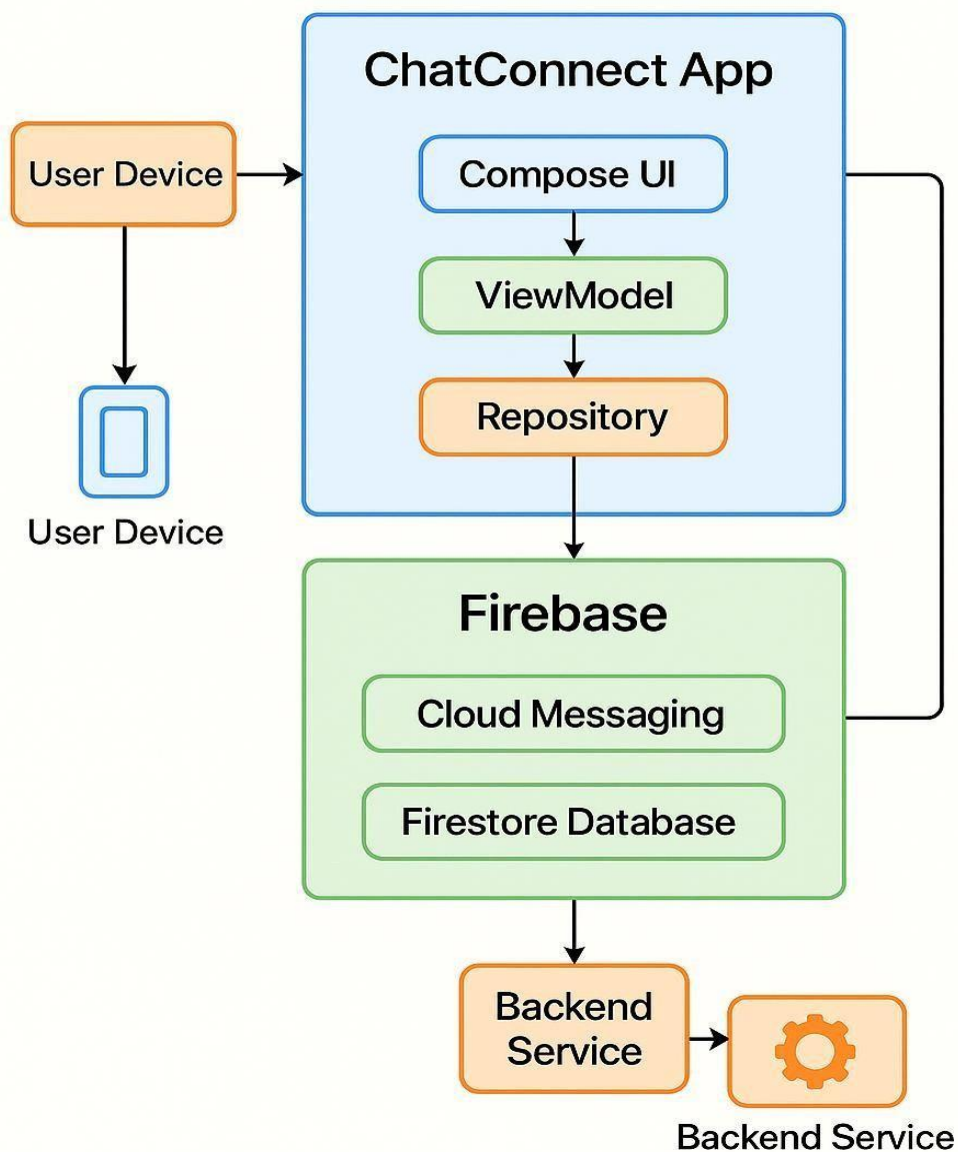 ChatConnect App
User Device
Compose UI
ViewModel
Repository
User Device
Firebase
Cloud Messaging
Firestore Database
Backend
Service
Backend Service